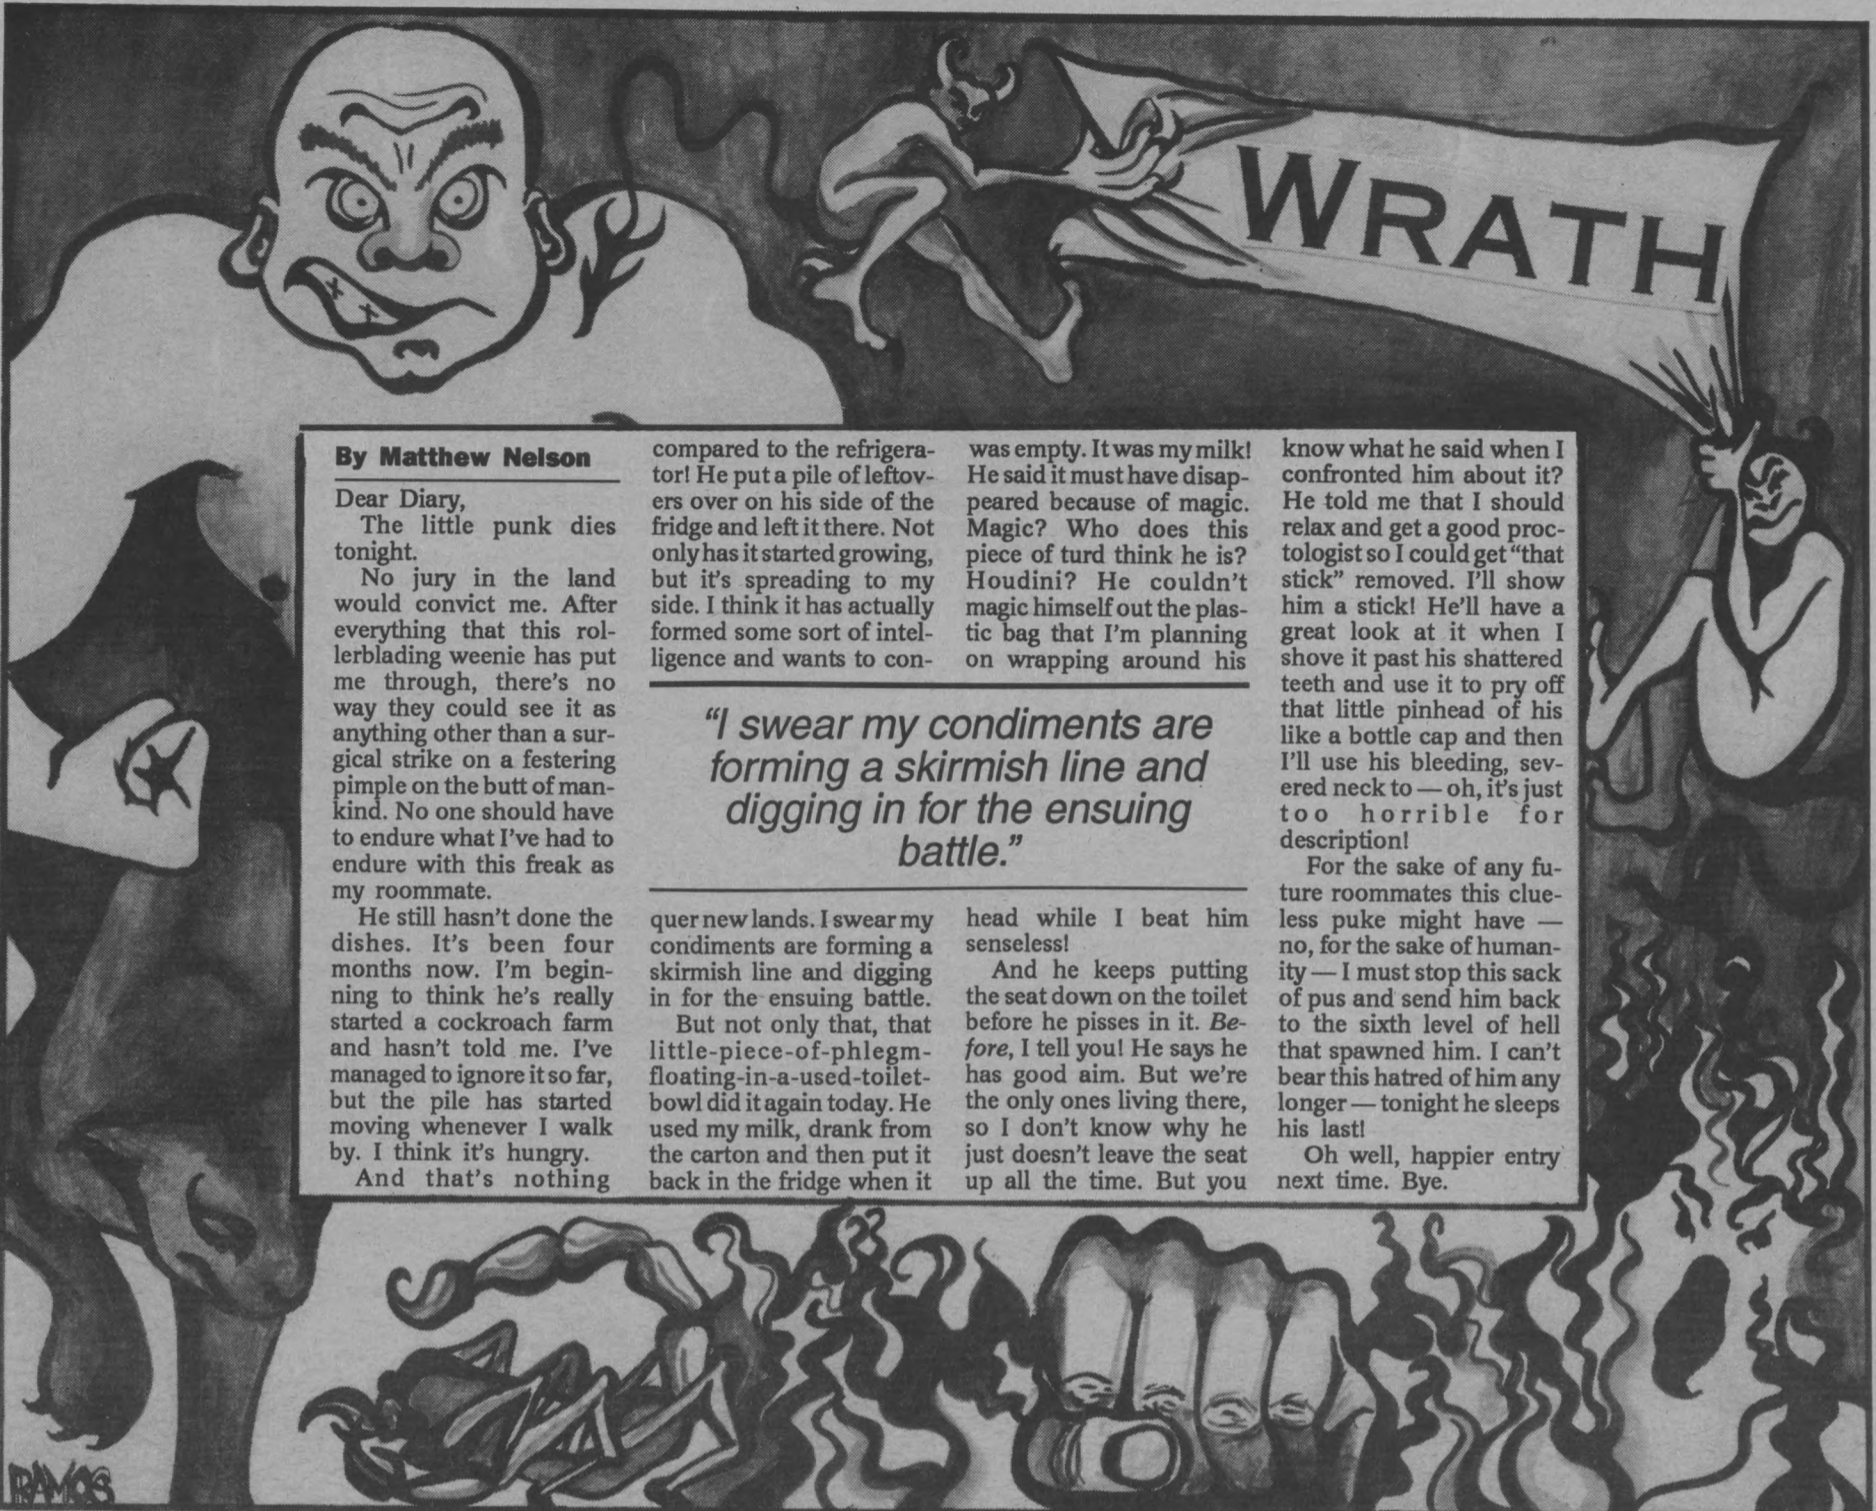 WRATH
By Matthew Nelson
Dear Diary,
The little punk dies
tonight.
No jury in the land
would convict me. After
everything that this rol-
lerblading weenie has put
me through, there's no
way they could see it as
anything other than a sur-
gical strike on a festering
pimple on the butt of man-
kind. No one should have
to endure what I've had to
endure with this freak as
my roommate.
He still hasn't done the
dishes. It's been four
months now. I'm begin-
ning to think he's really
started a cockroach farm
and hasn't told me. I've
managed to ignore it so far,
but the pile has started
moving whenever I walk
by. I think it's hungry.
And that's nothing
compared to the refrigera-
tor! He put a pile of leftov-
ers over on his side of the
fridge and left it there. Not
only has it started growing,
but it's spreading to my
side. I think it has actually
formed some sort of intel-
ligence and wants to con-
quer new lands. I swear my
condiments are forming a
skirmish line and digging
in for the ensuing battle.
But not only that, that
little-piece-of-phlegm-
floating-in-a-used-toilet-
bowl did it again today. He
used my milk, drank from
the carton and then put it
back in the fridge when it
was empty. It was my milk!
He said it must have disap-
peared because of magic.
Magic? Who does this
piece of turd think he is?
Houdini? He couldn't
magic himself out the plas-
tic bag that I'm planning
on wrapping around his
head while I beat him
senseless!
And he keeps putting
the seat down on the toilet
before he pisses in it. Be-
fore, I tell you! He says he
has good aim. But we're
the only ones living there,
so I don't know why he
just doesn't leave the seat
up all the time. But you
know what he said when I
confronted him about it?
He told me that I should
relax and get a good proc-
tologist so I could get "that
stick" removed. I'll show
him a stick! He'll have a
great look at it when I
shove it past his shattered
teeth and use it to pry off
that little pinhead of his
like a bottle cap and then
I'll use his bleeding, sev-
ered neck to — oh, it's just
too horrible for
description!
For the sake of any fu-
ture roommates this clue-
less puke might have —
no, for the sake of human-
ity — I must stop this sack
of pus and send him back
to the sixth level of hell
that spawned him. I can't
bear this hatred of him any
longer — tonight he sleeps
his last!
Oh well, happier entry
next time. Bye.
"I swear my condiments are
forming a skirmish line and
digging in for the ensuing
battle."
RAMOS